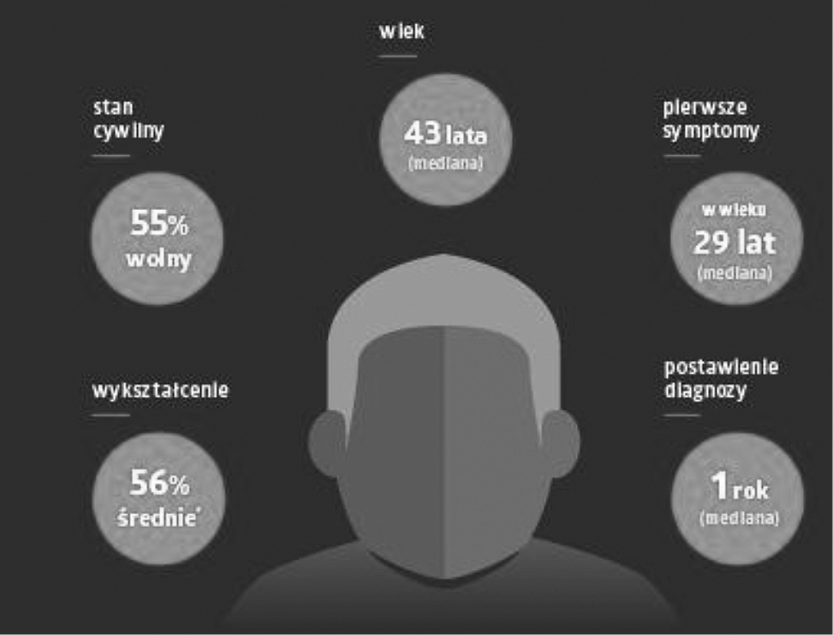 wiek
43 lata
(mediana)
stan
cywilny
55%
wolny
pierwsze
symptomy
w wieku
29 lat
(mediana)
wykształcenie
56%
średnie*
postawienie
diagnozy
1 rok
(mediana)